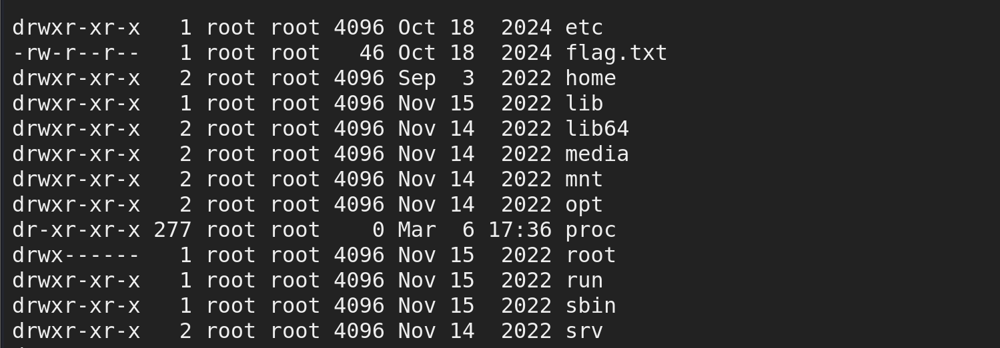 drwxr-xr-x   1 root root 4096 Oct 18  2024 etc
-rw-r--r--   1 root root   46 Oct 18  2024 flag.txt
drwxr-xr-x   2 root root 4096 Sep  3  2022 home
drwxr-xr-x   1 root root 4096 Nov 15  2022 lib
drwxr-xr-x   2 root root 4096 Nov 14  2022 lib64
drwxr-xr-x   2 root root 4096 Nov 14  2022 media
drwxr-xr-x   2 root root 4096 Nov 14  2022 mnt
drwxr-xr-x   2 root root 4096 Nov 14  2022 opt
dr-xr-xr-x 277 root root    0 Mar  6 17:36 proc
drwx------   1 root root 4096 Nov 15  2022 root
drwxr-xr-x   1 root root 4096 Nov 15  2022 run
drwxr-xr-x   1 root root 4096 Nov 15  2022 sbin
drwxr-xr-x   2 root root 4096 Nov 14  2022 srv